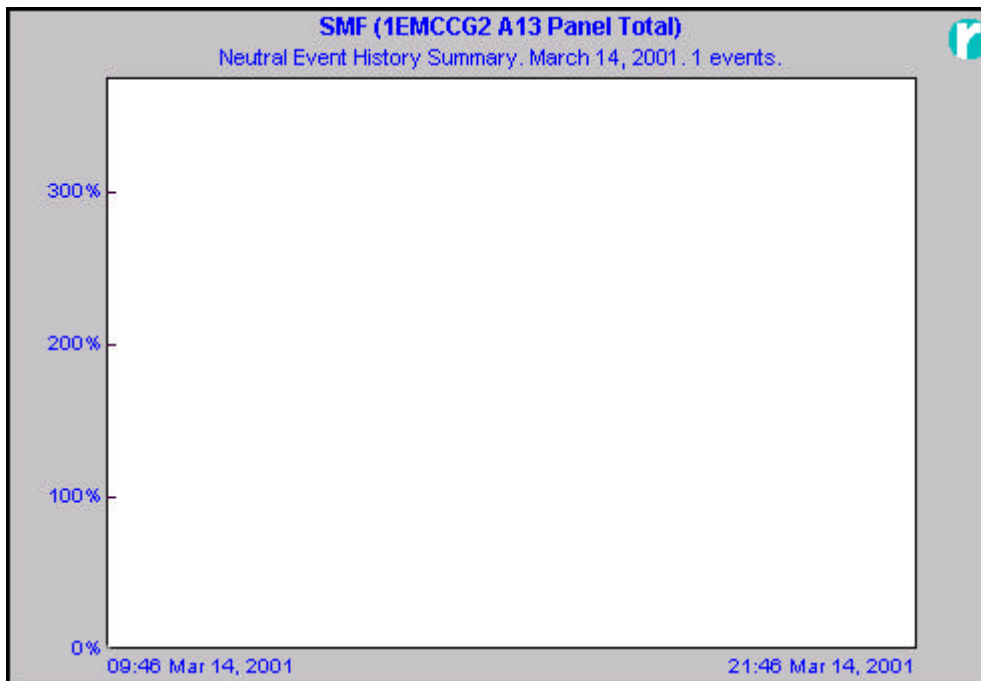 SMF (1EMCCG2 A13 Panel Total)
Neutral Event History Summary. March 14, 2001. 1 events.
r
300%
200%
100%
0%
09:46 Mar 14, 2001
21:46 Mar 14, 2001